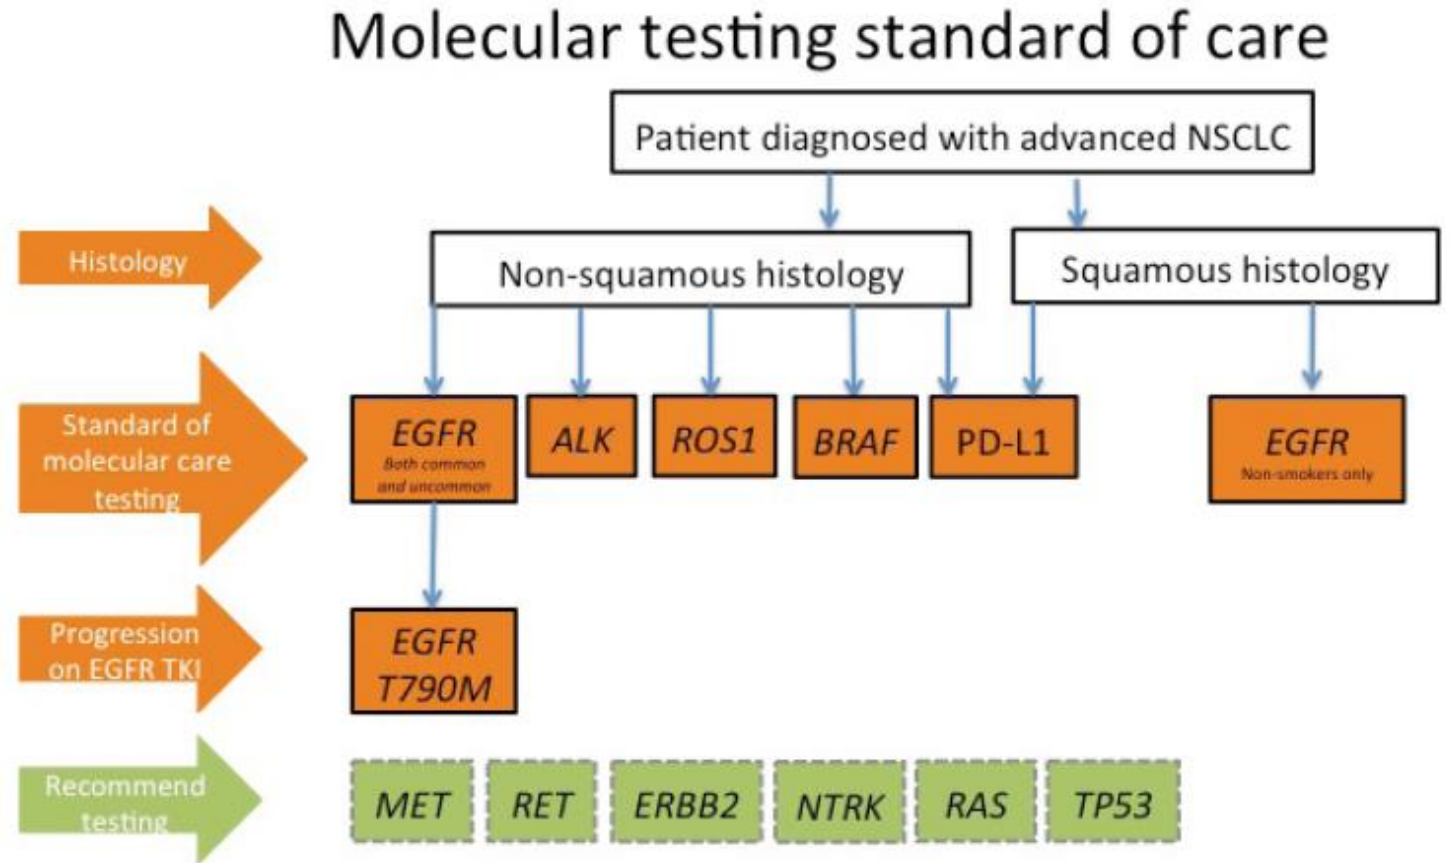 Molecular testing standard of care
Patient diagnosed with advanced NSCLC
Histology
Non-squamous histology
Squamous histology
Standard of
molecular care
testing
EGFR
Both common
and uncommon
ALK
ROS1
BRAF
PD-L1
EGFR
Non-smokers only
Progression
on EGFR TKI
EGFR
T790M
Recommend
testing
MET
RET
ERBB2
NTRK
RAS
TP53